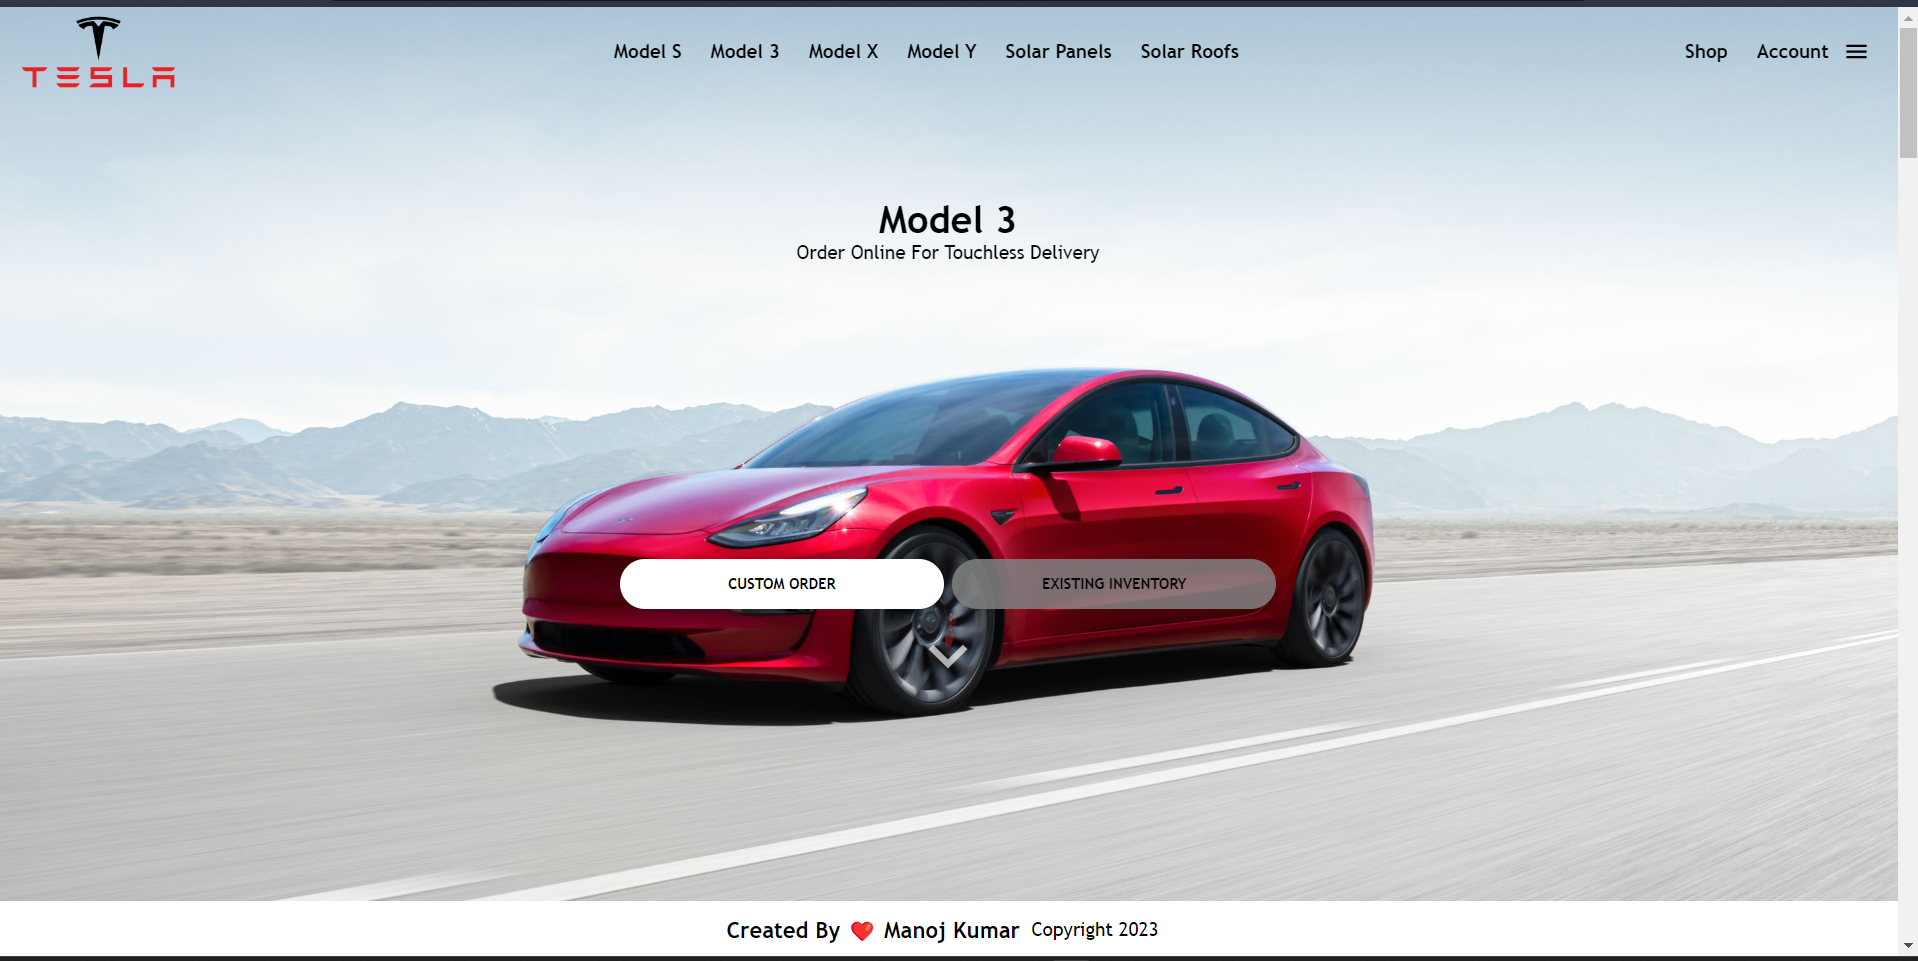 TESLA
Model S Model 3 Model X Model Y Solar Panels Solar Roofs Shop Account
Model 3
Order Online For Touchless Delivery
CUSTOM ORDER EXISTING INVENTORY
Created By ❤️ Manoj Kumar Copyright 2023